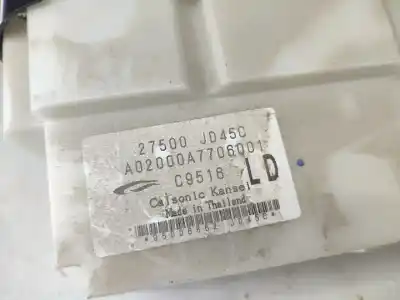 27500 JD45C
A02000A7706001
C9518 LD
Calsonic Kansei
Made in Thailand